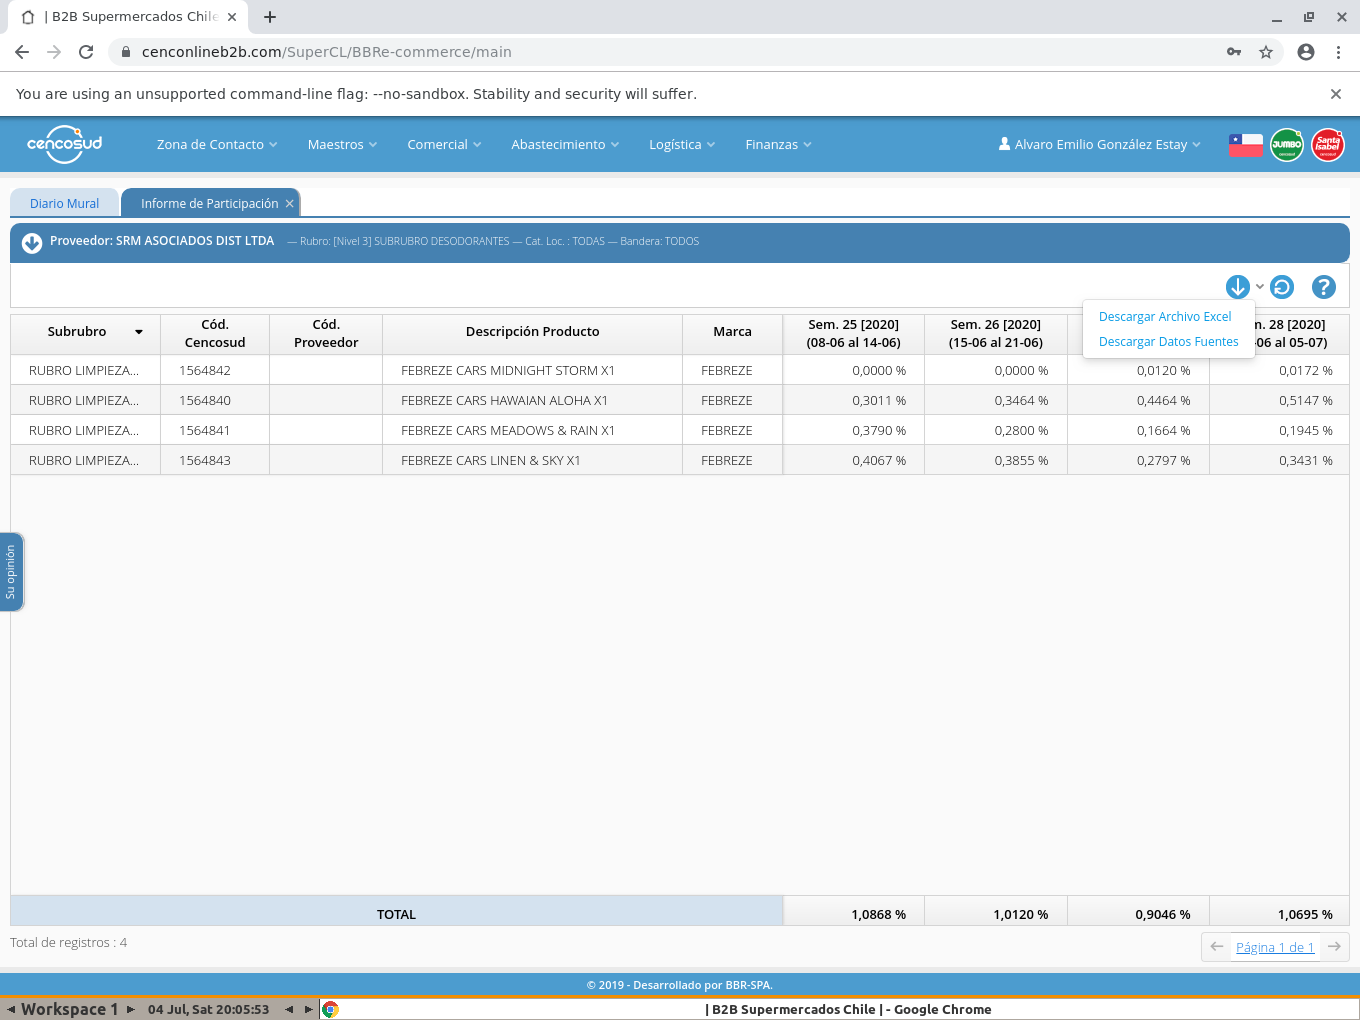 | B2B Supermercados Chile
cenconlineb2b.com/SuperCL/BBRe-commerce/main
You are using an unsupported command-line flag: --no-sandbox. Stability and security will suffer.
cencosud Zona de Contacto Maestros Comercial Abastecimiento Logística Finanzas Alvaro Emilio González Estay JUMBO cencosud Santa Isabel cencosud
Diario Mural Informe de Participación
Proveedor: SRM ASOCIADOS DIST LTDA — Rubro: [Nivel 3] SUBRUBRO DESODORANTES — Cat. Loc. : TODAS — Bandera: TODOS
?
Descargar Archivo Excel
Descargar Datos Fuentes
Subrubro Cód. Cencosud Cód. Proveedor Descripción Producto Marca Sem. 25 [2020] (08-06 al 14-06) Sem. 26 [2020] (15-06 al 21-06) 28 [2020] -06 al 05-07)
RUBRO LIMPIEZA... 1564842 FEBREZE CARS MIDNIGHT STORM X1 FEBREZE 0,0000 % 0,0000 % 0,0120 % 0,0172 %
RUBRO LIMPIEZA... 1564840 FEBREZE CARS HAWAIAN ALOHA X1 FEBREZE 0,3011 % 0,3464 % 0,4464 % 0,5147 %
RUBRO LIMPIEZA... 1564841 FEBREZE CARS MEADOWS & RAIN X1 FEBREZE 0,3790 % 0,2800 % 0,1664 % 0,1945 %
RUBRO LIMPIEZA... 1564843 FEBREZE CARS LINEN & SKY X1 FEBREZE 0,4067 % 0,3855 % 0,2797 % 0,3431 %
Su opinión
TOTAL 1,0868 % 1,0120 % 0,9046 % 1,0695 %
Total de registros : 4
Página 1 de 1
© 2019 - Desarrollado por BBR-SPA.
Workspace 1 04 Jul, Sat 20:05:53 | B2B Supermercados Chile | - Google Chrome